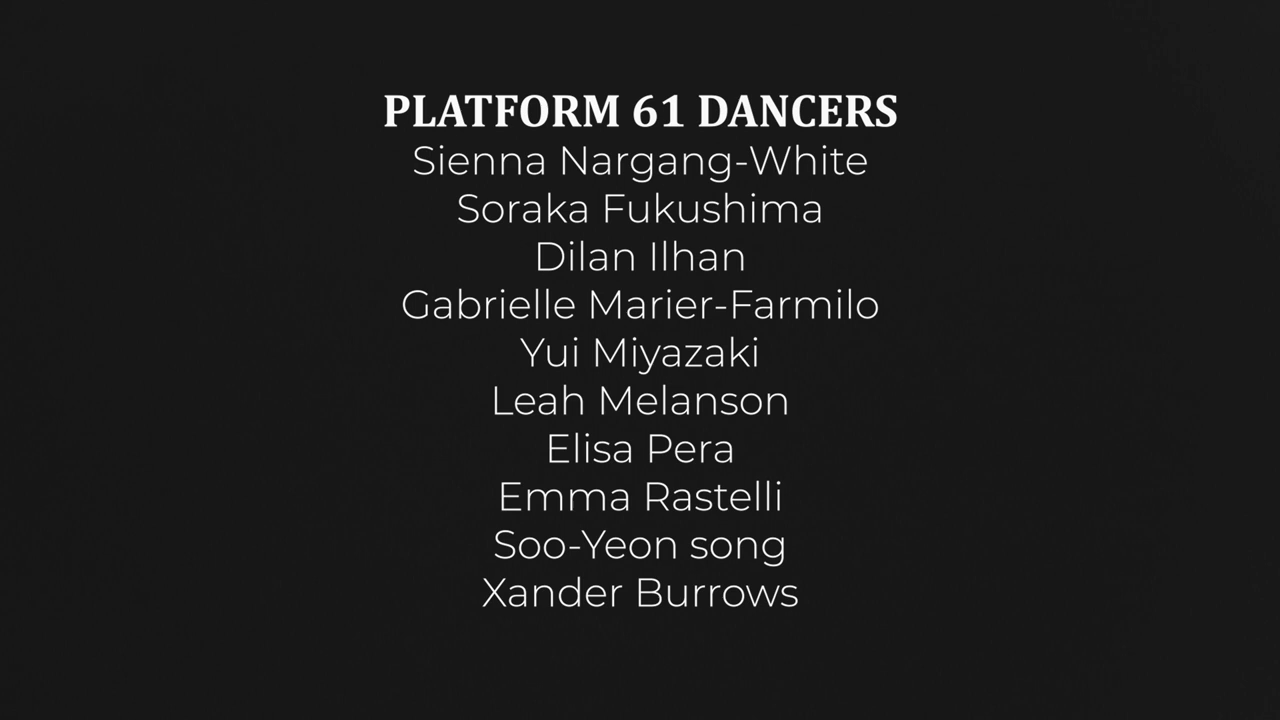 PLATFORM 61 DANCERS
Sienna Nargang-White
Soraka Fukushima
Dilan Ilhan
Gabrielle Marier-Farmilo
Yui Miyazaki
Leah Melanson
Elisa Pera
Emma Rastelli
Soo-Yeon song
Xander Burrows